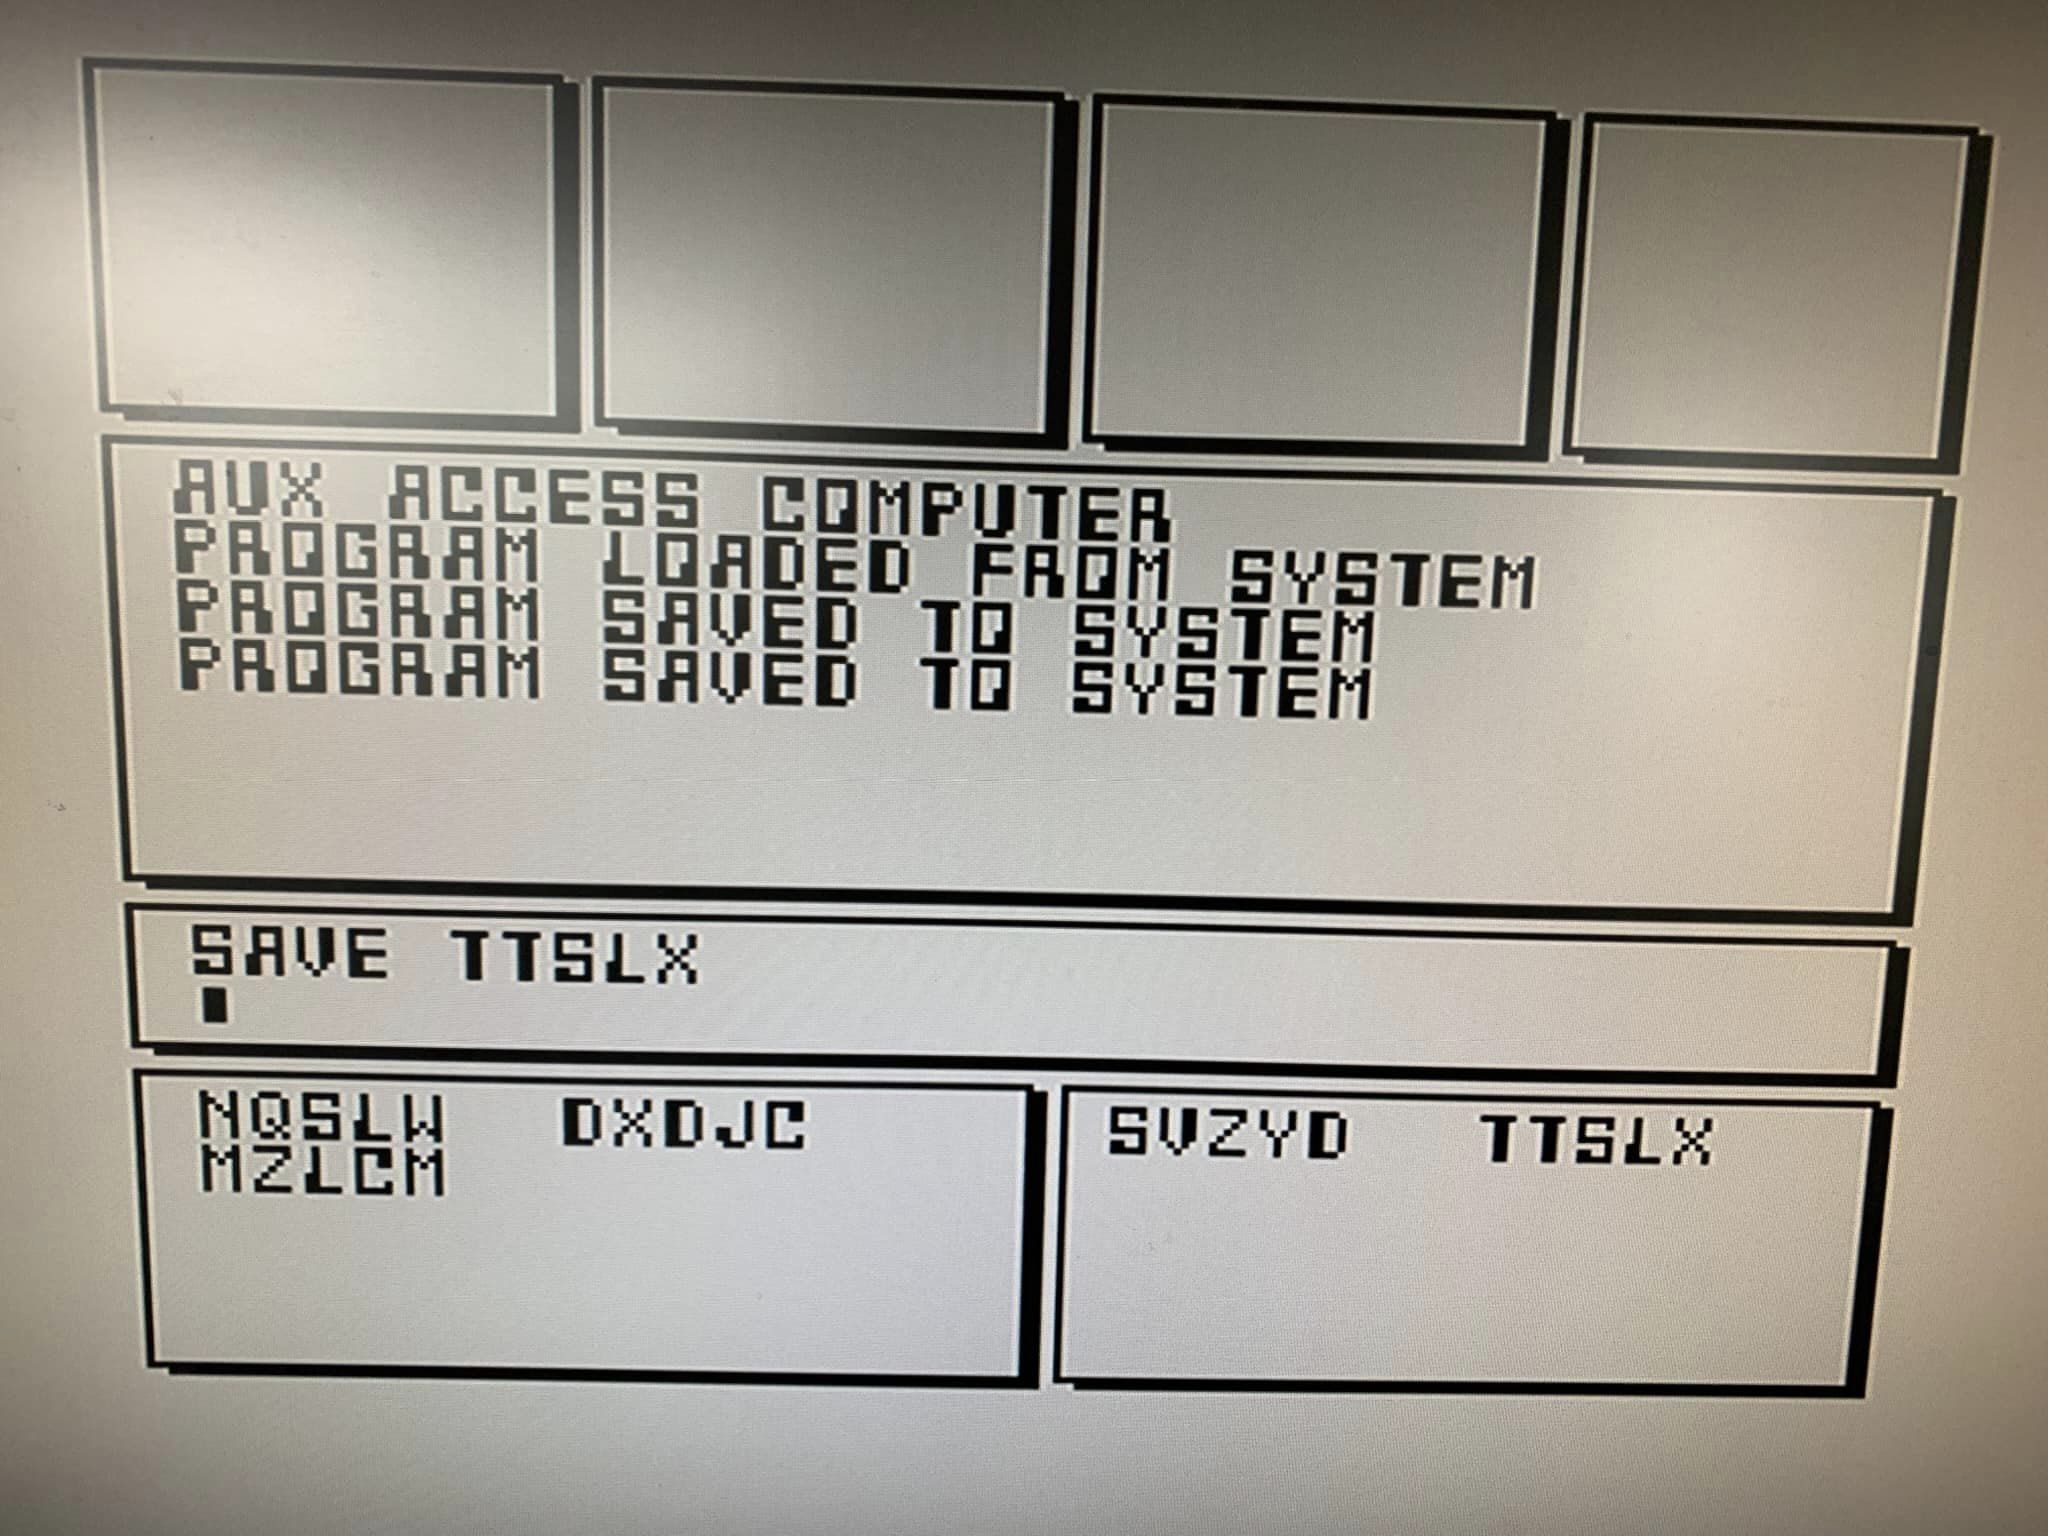 AUX ACCESS COMPUTER
PROGRAM LOADED FROM SYSTEM
PROGRAM SAVED TO SYSTEM
PROGRAM SAVED TO SYSTEM
SAVE TTSLX
NQSLW DXDJC
MZLCM
SVZYD TTSLX